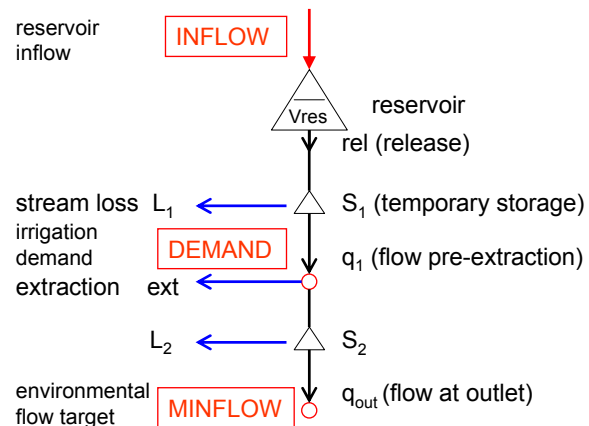 reservoir
inflow
INFLOW
Vres
reservoir
rel (release)
stream loss L₁
S₁ (temporary storage)
irrigation
demand
DEMAND
q₁ (flow pre-extraction)
extraction ext
L₂
S₂
environmental
flow target
MINFLOW
qout (flow at outlet)